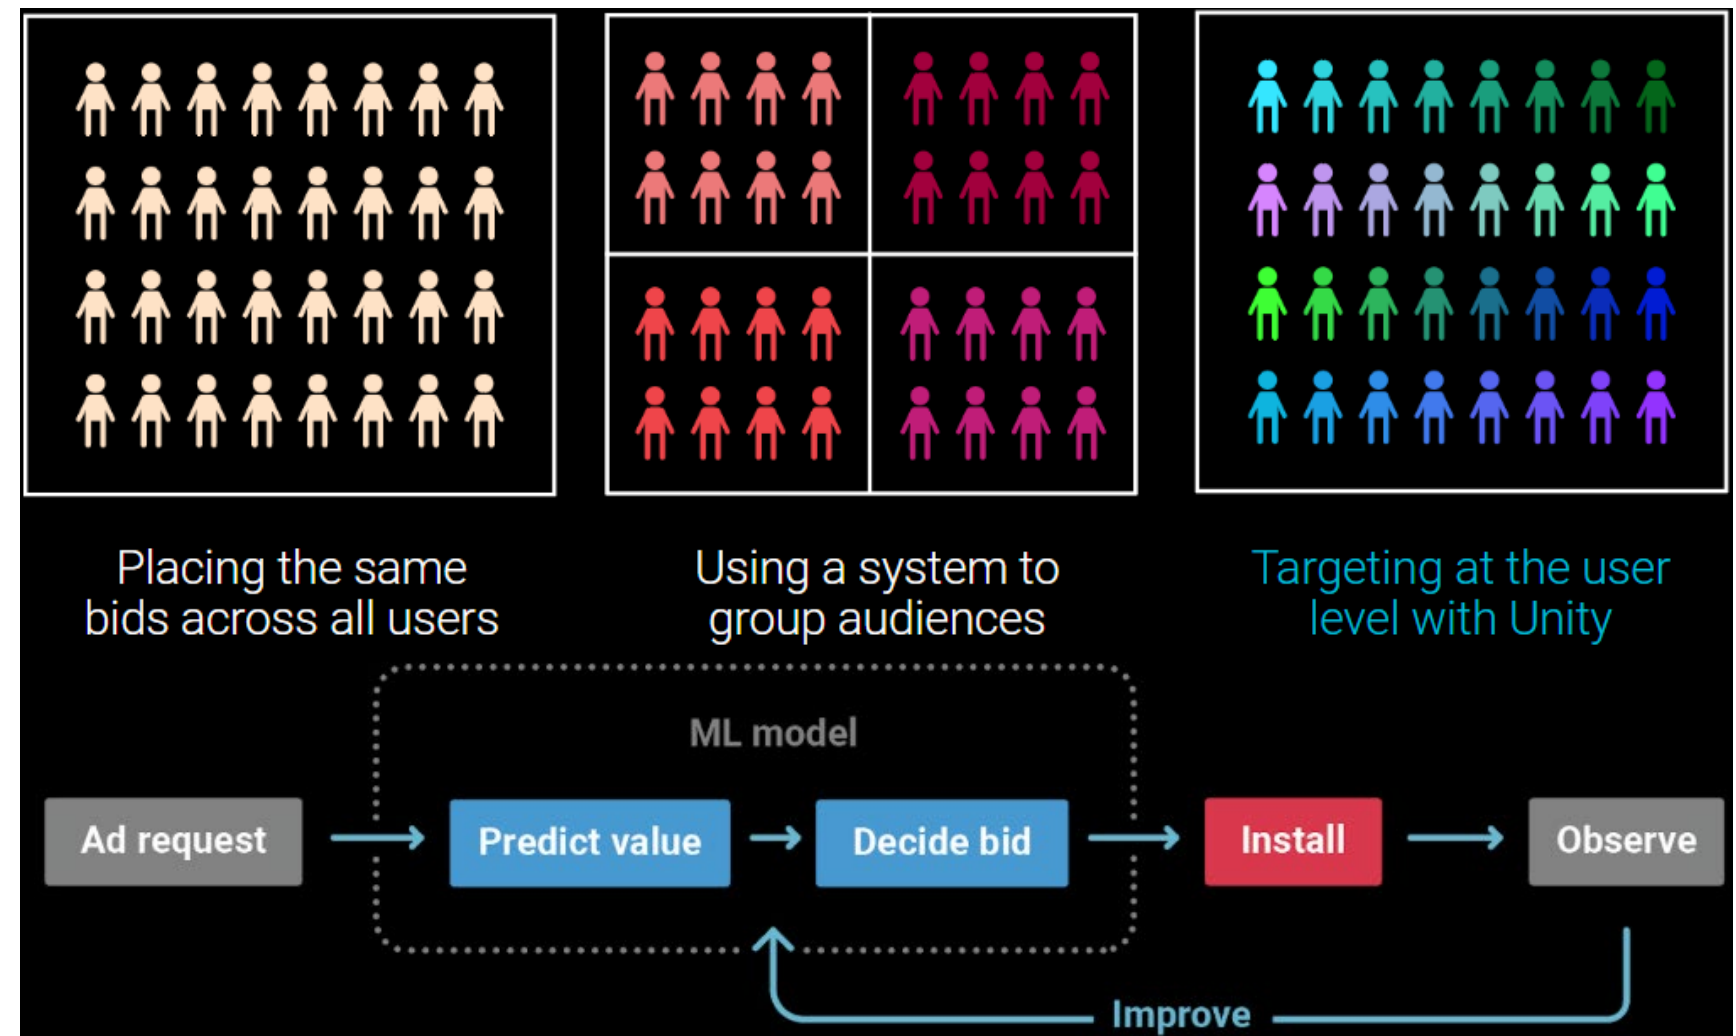 Placing the same
bids across all users
Using a system to
group audiences
Targeting at the user
level with Unity
ML model
Ad request
Predict value
Decide bid
Install
Observe
Improve